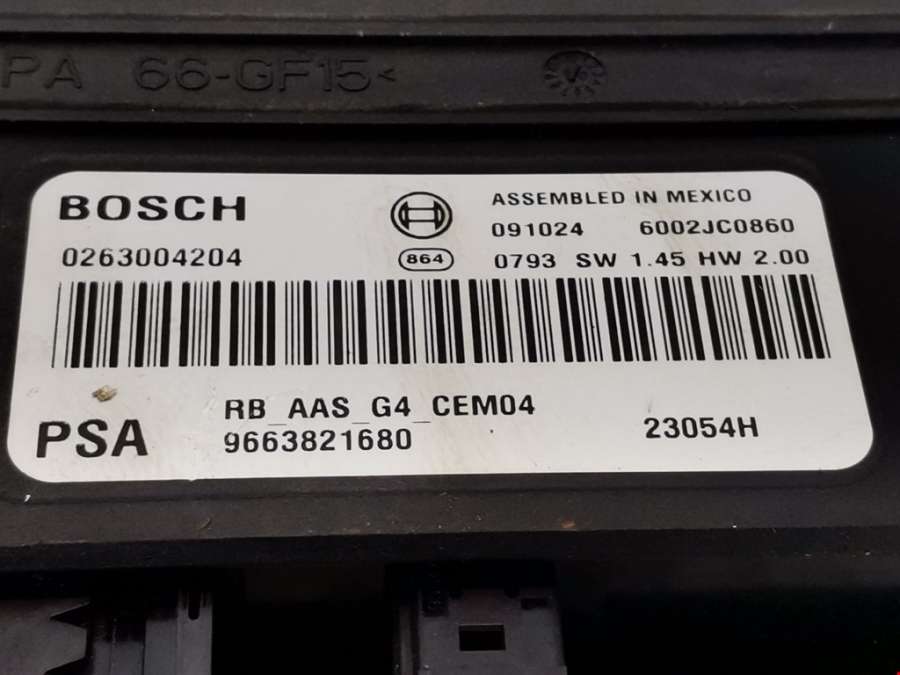 PA 66-GF15<
BOSCH
ASSEMBLED IN MEXICO
091024 6002JC0860
0263004204
864
0793 SW 1.45 HW 2.00
RB_AAS_G4_CEM04
PSA
9663821680
23054H